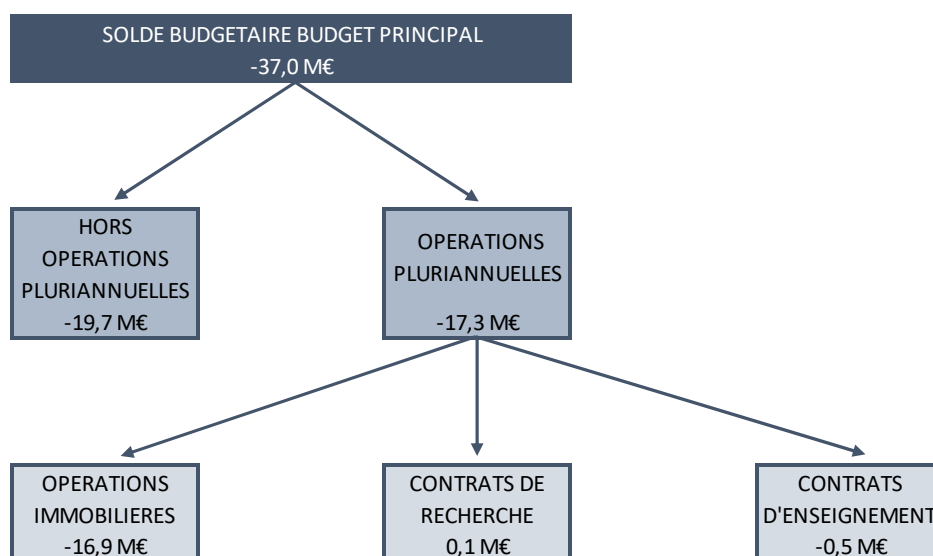 SOLDE BUDGETAIRE BUDGET PRINCIPAL
-37,0 M€
HORS
OPERATIONS
PLURIANNUELLES
-19,7 M€
OPERATIONS
PLURIANNUELLES
-17,3 M€
OPERATIONS
IMMOBILIERES
-16,9 M€
CONTRATS DE
RECHERCHE
0,1 M€
CONTRATS
D'ENSEIGNEMENT
-0,5 M€